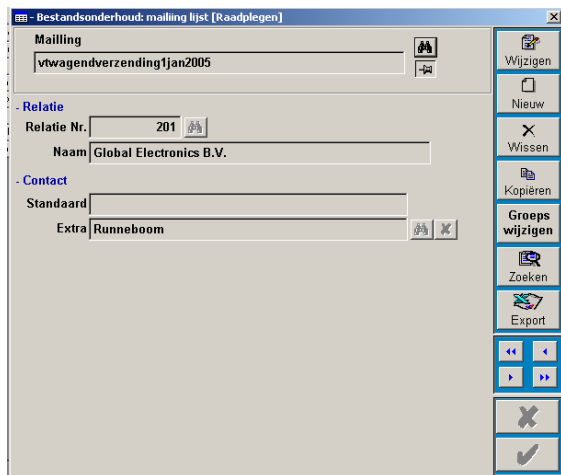 - Bestandsonderhoud: mailiing lijst [Raadplegen]
Mailling
vtwagendverzending1jan2005
- Relatie
Relatie Nr. 201
Naam Global Electronics B.V.
- Contact
Standaard
Extra Runneboom
Wijzigen
Nieuw
Wissen
Kopiëren
Groeps
wijzigen
Zoeken
Export